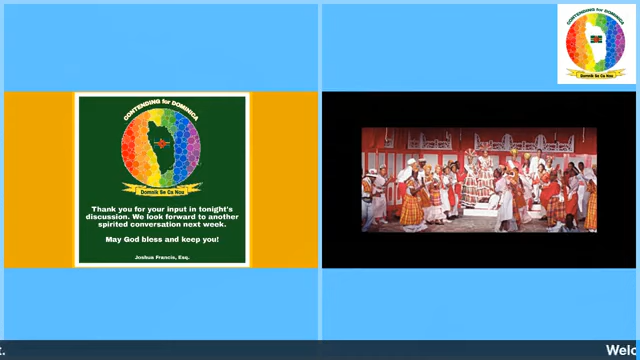 CONTENDING for DOMINICA
Domnik Se Ca Nou
Thank you for your input in tonight's
discussion. We look forward to another
spirited conversation next week.
May God bless and keep you!
Joshua Francis, Esq.
CONTENDING for DOMINICA
Domnik Se Ca Nou
t.
Welc